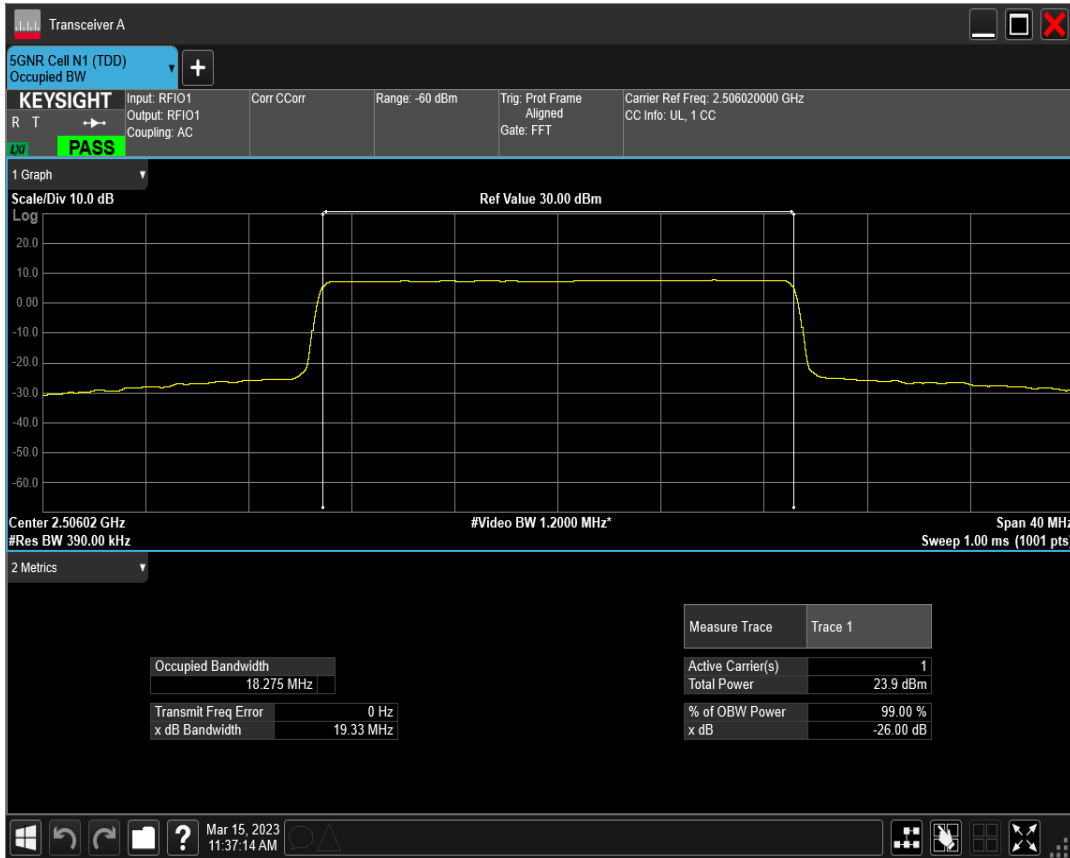 Transceiver A
5GNR Cell N1 (TDD)
Occupied BW
+
KEYSIGHT
R T
LXI
PASS
Input: RFIO1
Output: RFIO1
Coupling: AC
Corr CCorr
Range: -60 dBm
Trig: Prot Frame
Aligned
Gate: FFT
Carrier Ref Freq: 2.506020000 GHz
CC Info: UL, 1 CC
1 Graph
Scale/Div 10.0 dB
Ref Value 30.00 dBm
Log
20.0
10.0
0.00
-10.0
-20.0
-30.0
-40.0
-50.0
-60.0
Center 2.50602 GHz
#Video BW 1.2000 MHz*
Span 40 MHz
#Res BW 390.00 kHz
Sweep 1.00 ms (1001 pts)
2 Metrics
Measure Trace Trace 1
Occupied Bandwidth
18.275 MHz
Active Carrier(s) 1
Total Power 23.9 dBm
Transmit Freq Error 0 Hz
x dB Bandwidth 19.33 MHz
% of OBW Power 99.00 %
x dB -26.00 dB
?
Mar 15, 2023
11:37:14 AM